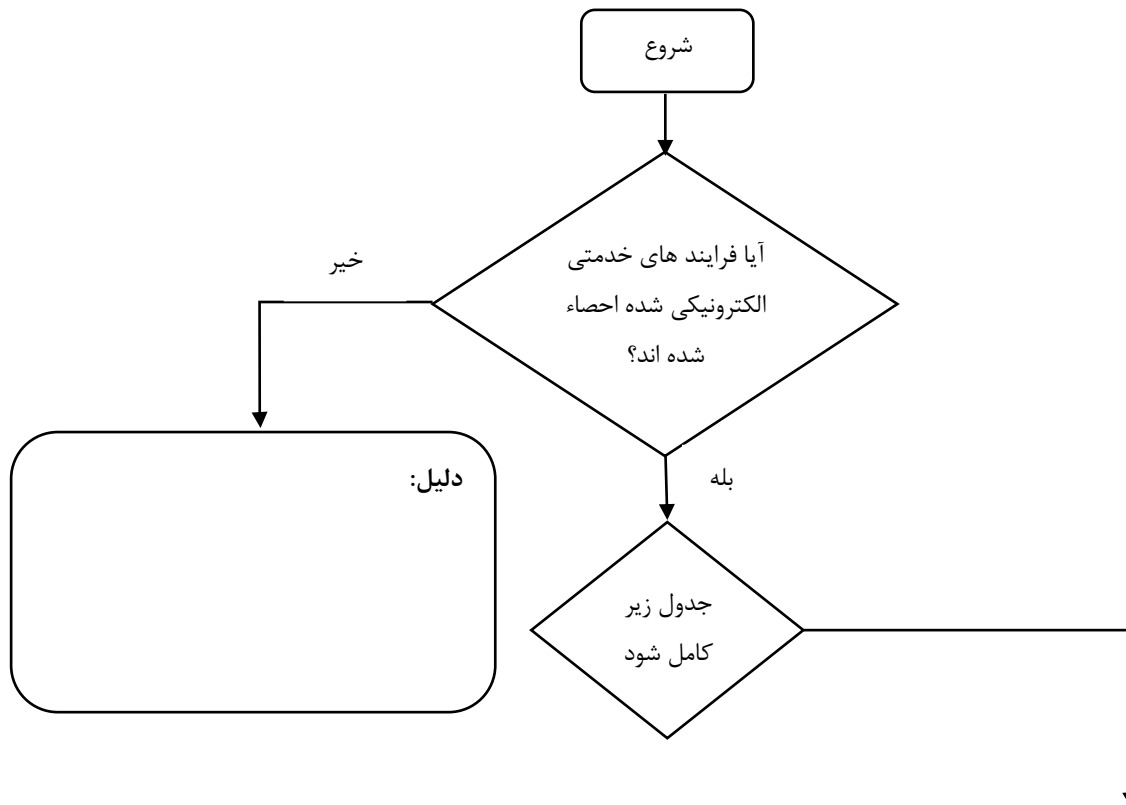 شروع
آیا فرایند های خدمتی
الکترونیکی شده احصاء
شده اند؟
خیر
بله
دلیل:
جدول زیر
کامل شود